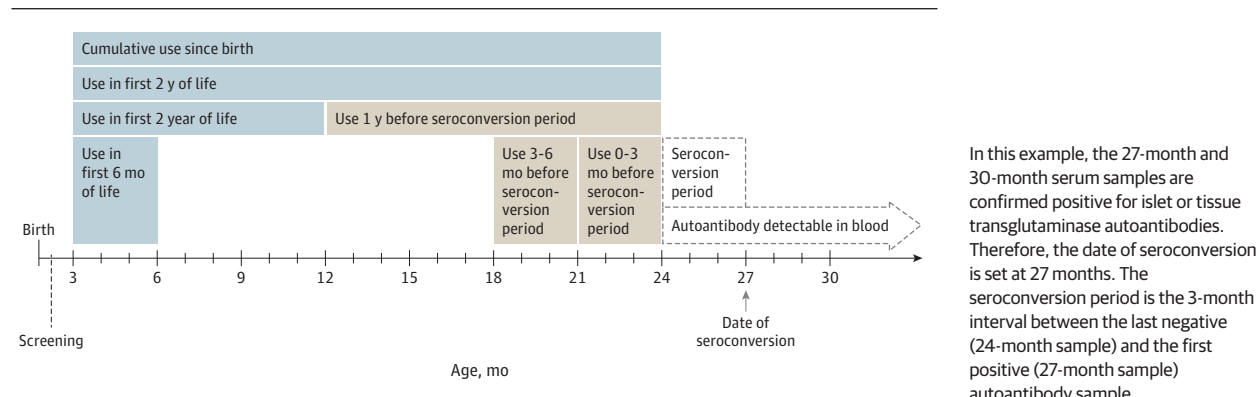 Cumulative use since birth
Use in first 2 y of life
Use in first 2 year of life
Use 1 y before seroconversion period
Use in
first 6 mo
of life
Use 3-6
mo before
serocon-
version
period
Use 0-3
mo before
serocon-
version
period
Serocon-
version
period
Autoantibody detectable in blood
Birth
3 6 9 12 15 18 21 24 27 30
Screening
Date of
seroconversion
Age, mo
In this example, the 27-month and
30-month serum samples are
confirmed positive for islet or tissue
transglutaminase autoantibodies.
Therefore, the date of seroconversion
is set at 27 months. The
seroconversion period is the 3-month
interval between the last negative
(24-month sample) and the first
positive (27-month sample)
autoantibody sample